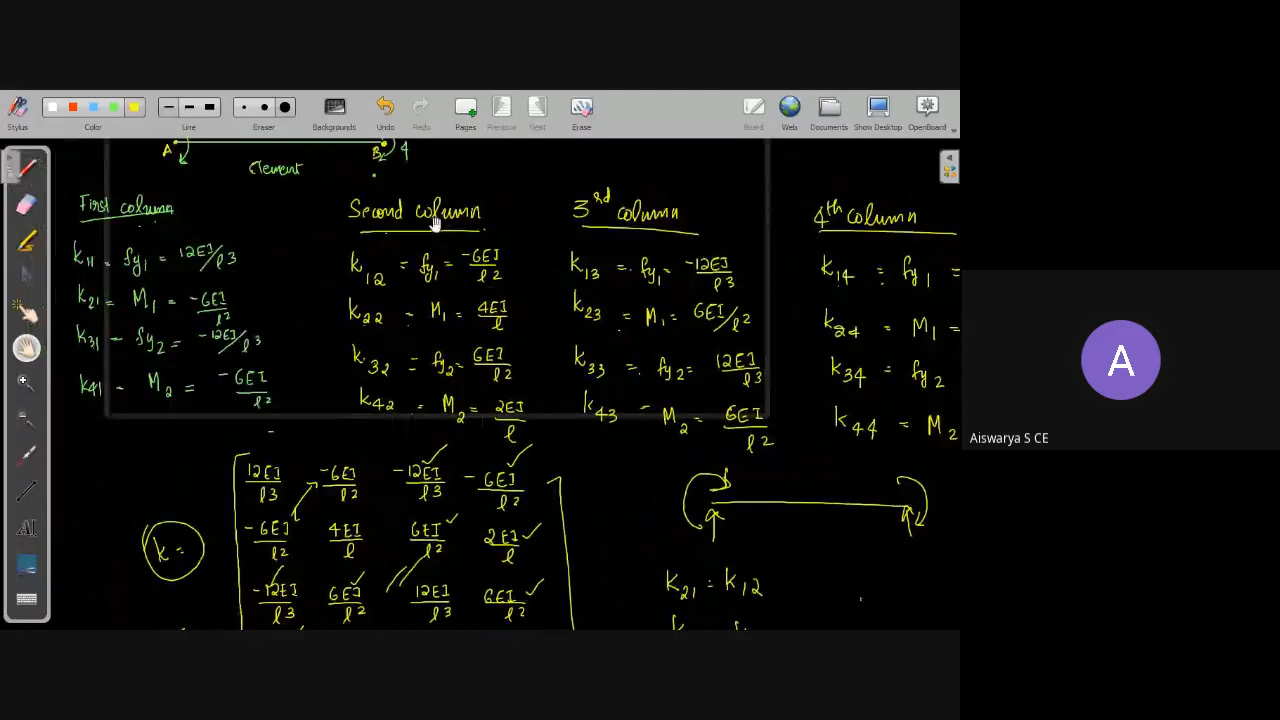 Stylus Color Line Eraser Backgrounds Undo Redo Pages Previous Next Erase Board Web Documents Show Desktop OpenBoard
A B 4
Element
First column
k11 = fy1 = 12EI/l3
k21 = M1 = -6EI/l2
k31 - fy2 = -12EI/l3
k41 - M2 = -6EI/l2
Second column
k12 = fy1 = -6EI/l2
k22 = M1 = 4EI/l
k32 = fy2 = 6EI/l2
k42 = M2 = 2EI/l
3rd column
k13 = fy1 = -12EI/l3
k23 = M1 = 6EI/l2
k33 = fy2 = 12EI/l3
k43 = M2 = 6EI/l2
4th column
k14 = fy1 =
k24 = M1 =
k34 = fy2
k44 = M2
12EI/l3 -6EI/l2 -12EI/l3 -6EI/l2
k = -6EI/l2 4EI/l 6EI/l2 2EI/l
-12EI/l3 6EI/l2 12EI/l3 6EI/l2
k21 = k12
A
Aiswarya S CE